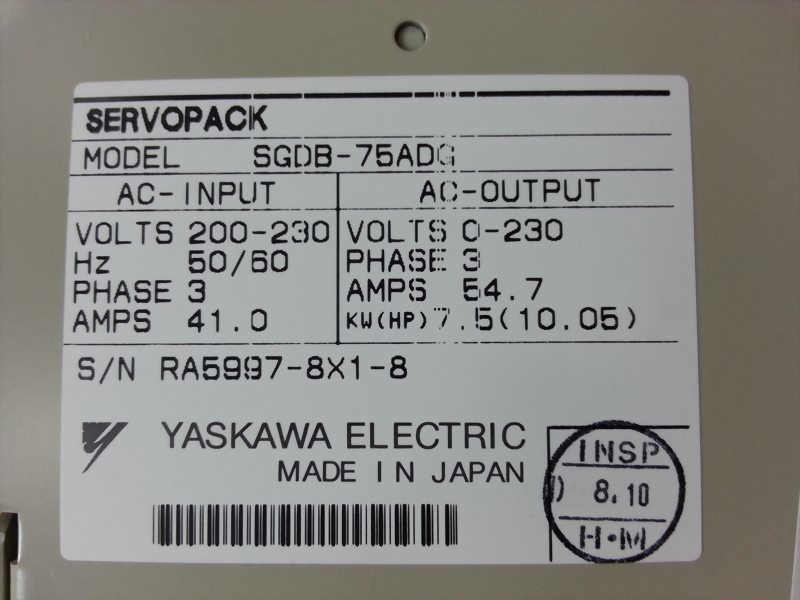 SERVOPACK
MODEL SGDB-75ADG
AC-INPUT
VOLTS 200-230
Hz 50/60
PHASE 3
AMPS 41.0
AC-OUTPUT
VOLTS 0-230
PHASE 3
AMPS 54.7
KW(HP) 7.5(10.05)
S/N RA5997-8X1-8
YASKAWA ELECTRIC
MADE IN JAPAN
INSP
8.10
H·M